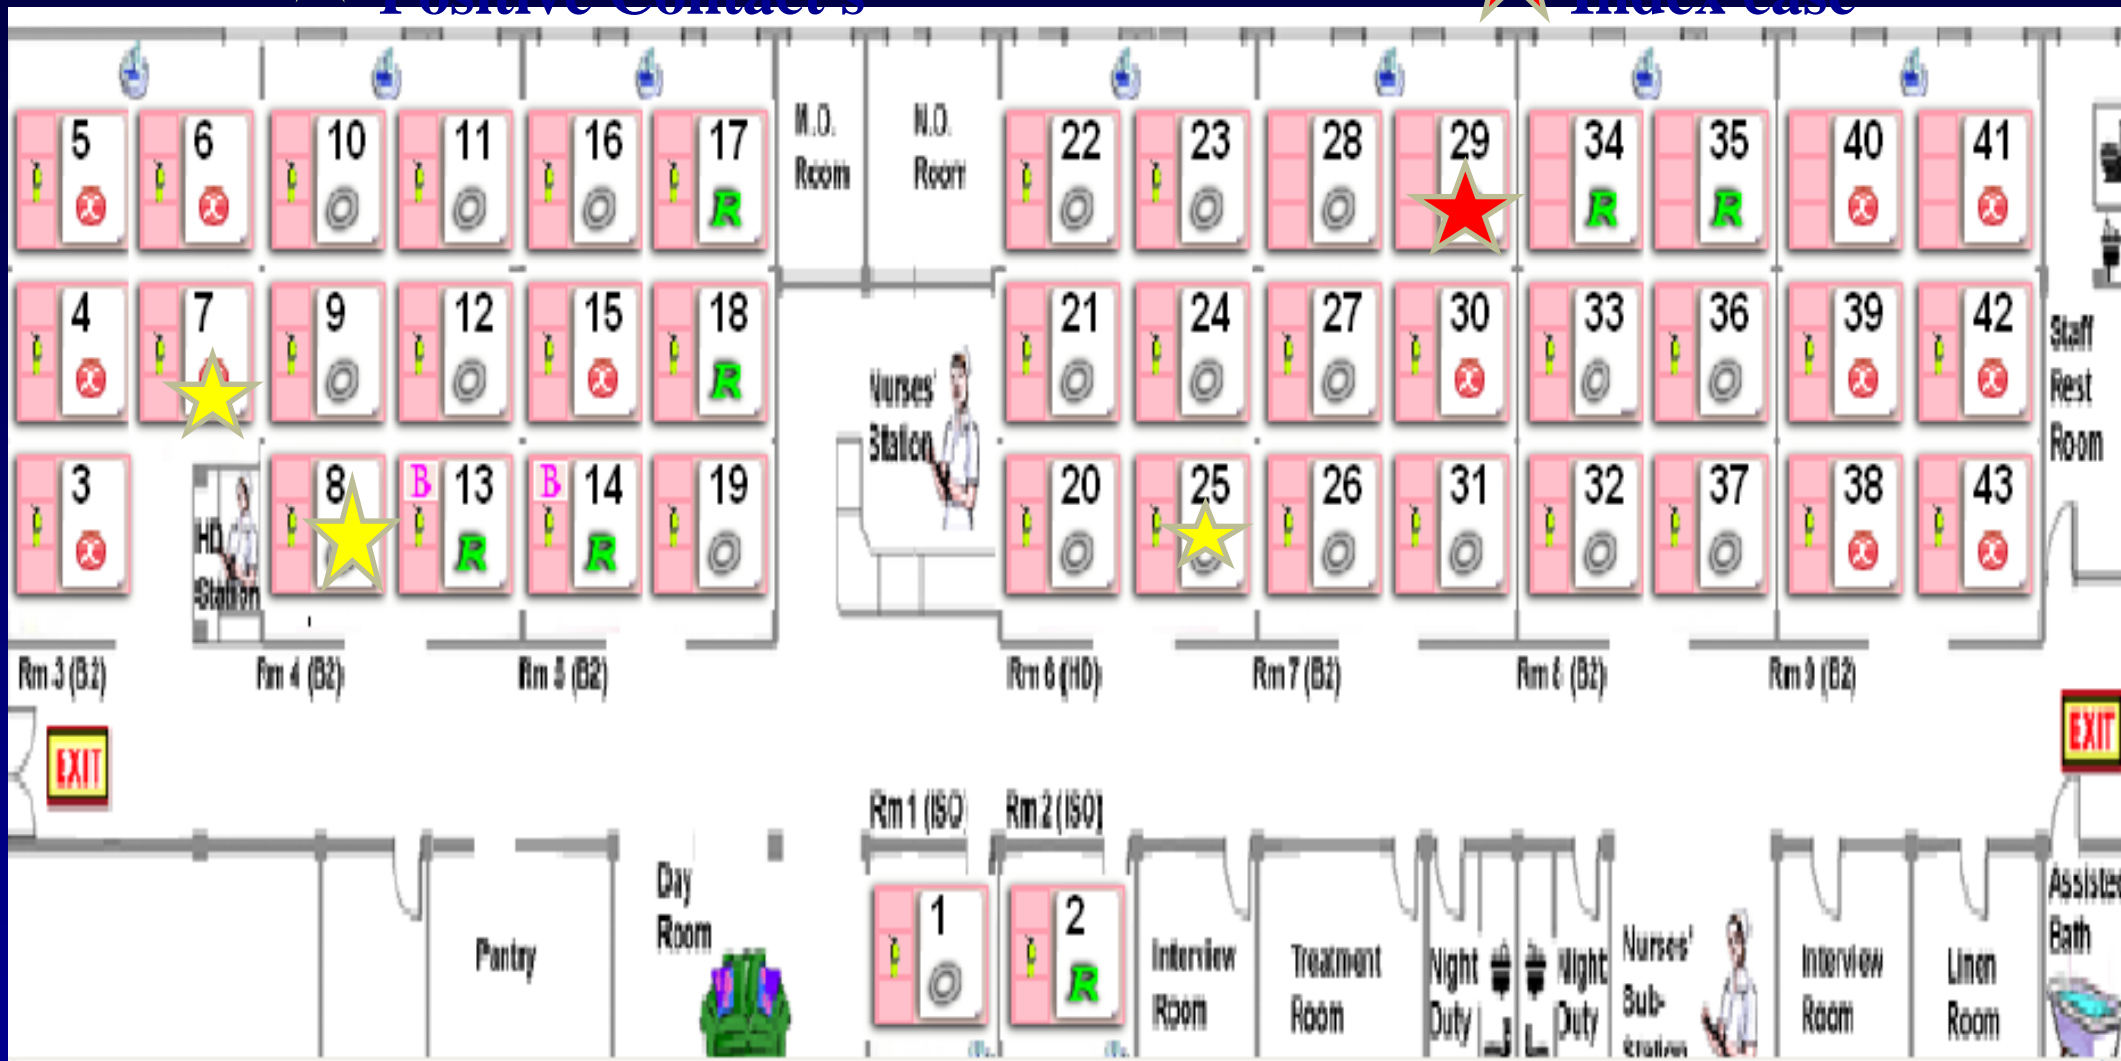 Positive Contact's
Index case
5 6 10 11 16 17 M.O. Room N.O. Room 22 23 28 29 34 35 40 41
R R R
4 7 9 12 15 18 21 24 27 30 33 36 39 42
R
Nurses'
Station
Staff
Rest
Room
3 8 B 13 B 14 19 20 25 26 31 32 37 38 43
R R
HD
Station
Rm 3 (B2) Rm 4 (B2) Rm 5 (B2) Rm 6 (HD) Rm 7 (B2) Rm 8 (B2) Rm 9 (B2)
EXIT EXIT
Rm 1 (ISO) Rm 2 (ISO)
Day
Room
Pantry
1 2
R
Interview
Room
Treatment
Room
Night
Duty
Night
Duty
Nurses'
Sub-
Station
Interview
Room
Linen
Room
Assisted
Bath